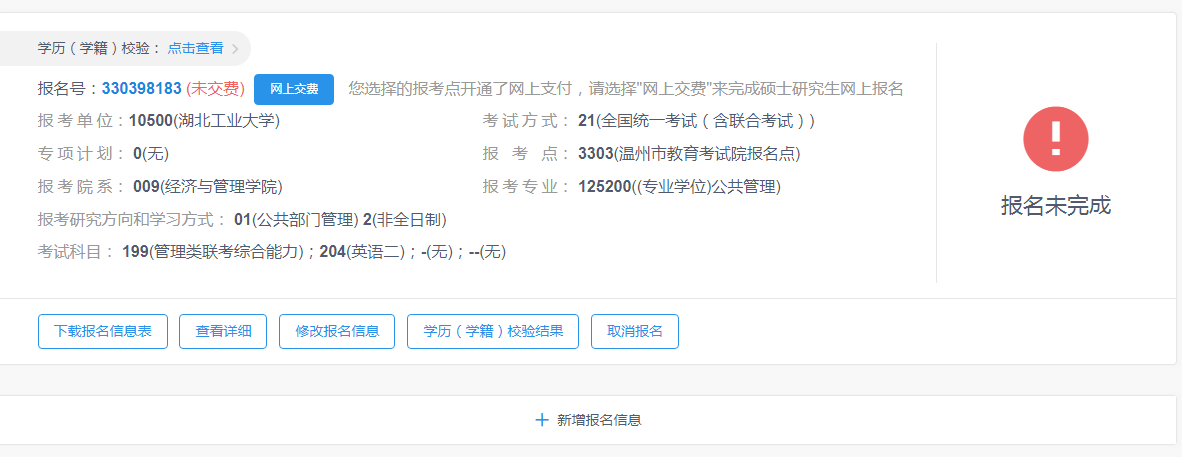 学历（学籍）校验： 点击查看
报名号：330398183 (未交费) 网上交费 您选择的报考点开通了网上支付，请选择"网上交费"来完成硕士研究生网上报名
报考单位：10500(湖北工业大学) 考试方式：21(全国统一考试（含联合考试）)
专项计划：0(无) 报考点：3303(温州市教育考试院报名点)
报考院系：009(经济与管理学院) 报考专业：125200((专业学位)公共管理)
报考研究方向和学习方式： 01(公共部门管理) 2(非全日制)
考试科目： 199(管理类联考综合能力)；204(英语二)；-(无)；--(无)
报名未完成
下载报名信息表 查看详细 修改报名信息 学历（学籍）校验结果 取消报名
新增报名信息